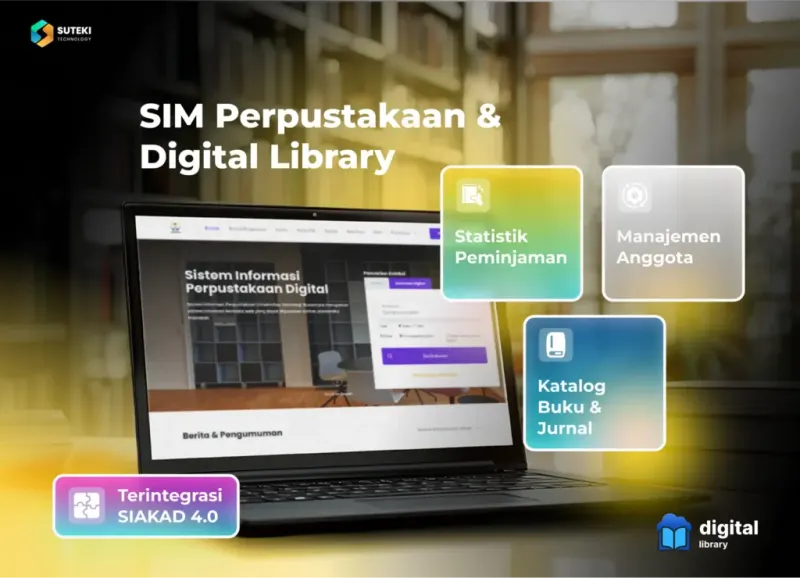 SUTEKI
TECHNOLOGY
SIM Perpustakaan &
Digital Library
Statistik
Peminjaman
Manajemen
Anggota
Katalog
Buku &
Jurnal
Sistem Informasi
Perpustakaan Digital
Berita & Pengumuman
Terintegrasi
SIAKAD 4.0
digital
library